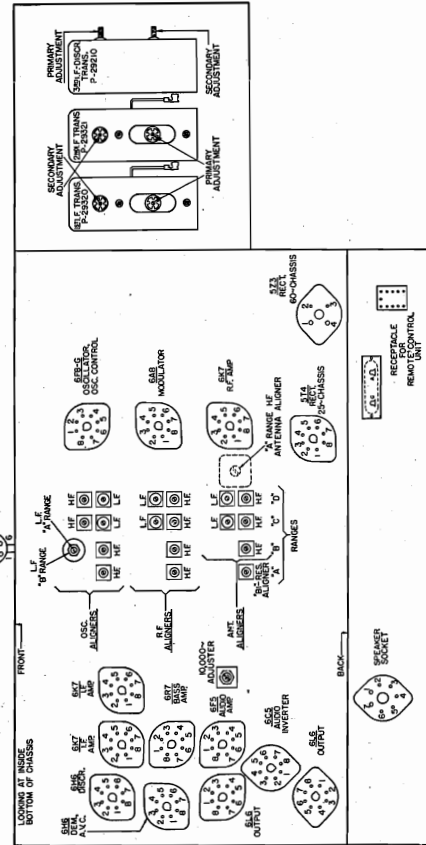 LOOKING AT INSIDE
BOTTOM OF CHASSIS
FRONT
6H6
DISCR.
6K7
I.F.
AMP.
6K7
I.F.
AMP.
6H6
DEM.
A.V.C.
6R7
BASS
AMP.
10,000~
ADJUSTER
6F5
AUDIO
AMP.
6L6
OUTPUT
6C5
AUDIO
INVERTER
6L6
OUTPUT
L.F.
"B" RANGE
L.F.
"A" RANGE
OSC.
ALIGNERS
R.F.
ALIGNERS
ANT.
ALIGNERS
H.F. H.F.
L.F. L.F.
H.F. H.F.
L.F. L.F.
H.F. H.F. H.F. H.F.
L.F. L.F.
H.F. H.F. H.F.
"B"-RES.
ALIGNER
"A" "B" "C" "D"
RANGES
"A" RANGE H.F.
ANTENNA ALIGNER
6F8-G
OSCILLATOR,
OSC. CONTROL
6A8
MODULATOR
6K7
R.F. AMP.
5T4
RECT.
25-CHASSIS
5Z3
RECT.
60-CHASSIS
BACK
SPEAKER
SOCKET
RECEPTACLE
FOR
REMOTE CONTROL
UNIT
1st I.F. TRANS.
P-29320
2nd I.F. TRANS.
P-29321
3rd I.F.-DISCR.
TRANS.
P-29210
SECONDARY
ADJUSTMENT
PRIMARY
ADJUSTMENT
PRIMARY
ADJUSTMENT
SECONDARY
ADJUSTMENT